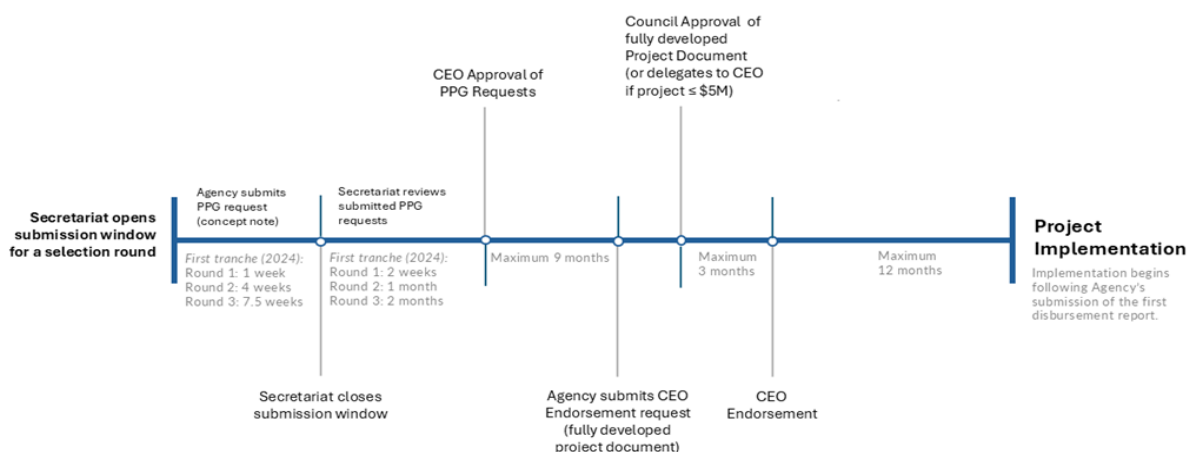 Council Approval of
fully developed
Project Document
(or delegates to CEO
if project ≤ $5M)
CEO Approval of
PPG Requests
Agency submits
PPG request
(concept note)
Secretariat reviews
submitted PPG
requests
Secretariat opens
submission window
for a selection round
Project
Implementation
Implementation begins
following Agency's
submission of the first
disbursement report.
First tranche (2024):
Round 1: 1 week
Round 2: 4 weeks
Round 3: 7.5 weeks
First tranche (2024):
Round 1: 2 weeks
Round 2: 1 month
Round 3: 2 months
Maximum 9 months
Maximum
3 months
Maximum
12 months
Secretariat closes
submission window
Agency submits CEO
Endorsement request
(fully developed
project document)
CEO
Endorsement